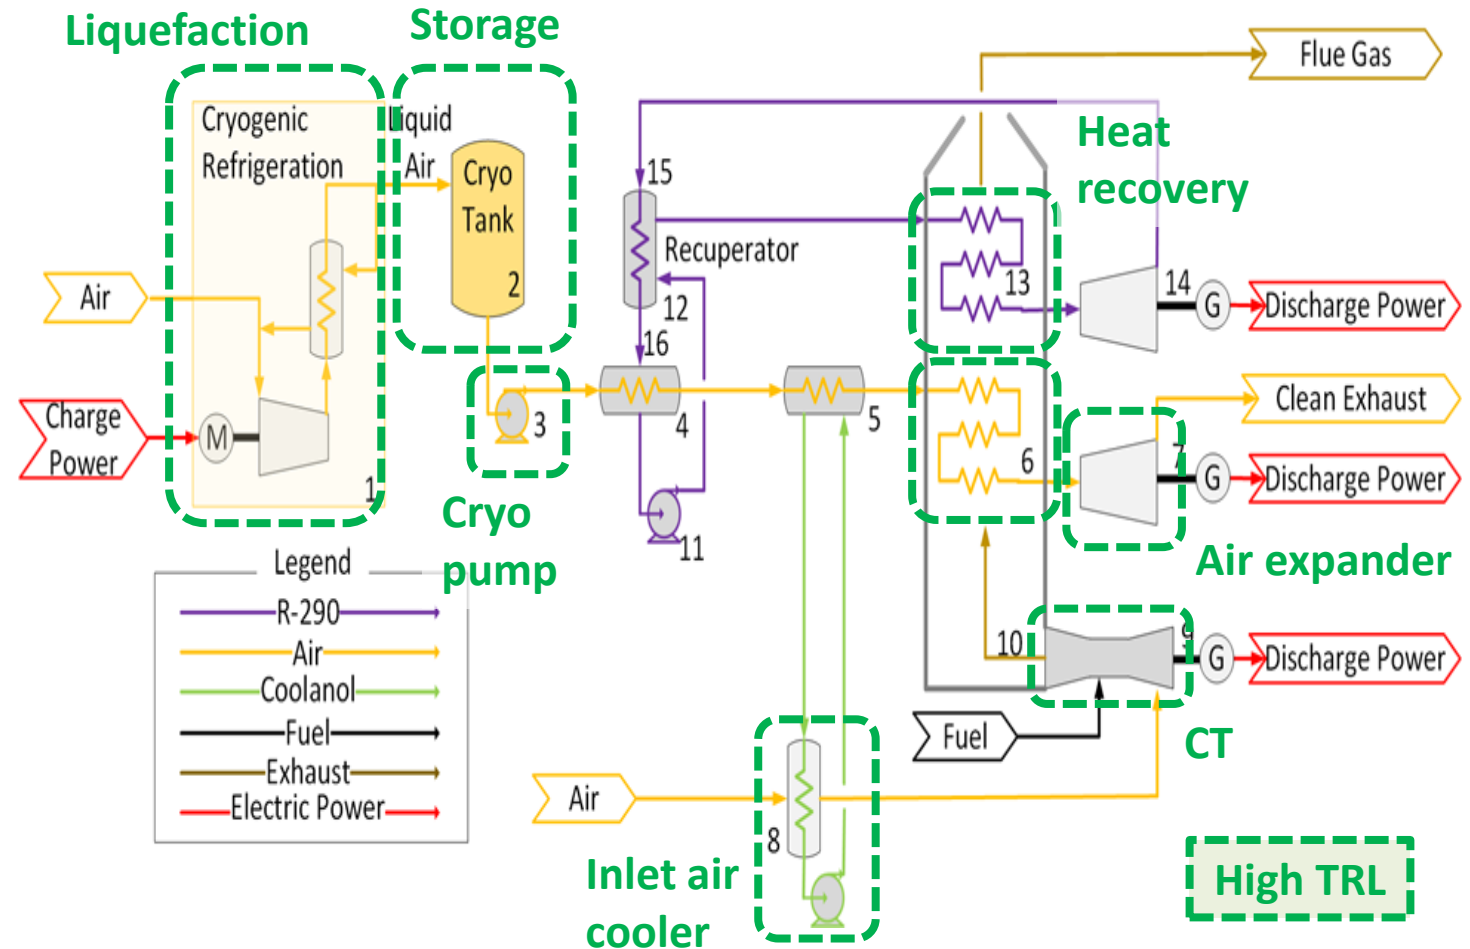 Liquefaction
Storage
Flue Gas
Cryogenic
Refrigeration
Liquid
Air
Cryo
Tank
2
Heat
recovery
15
Recuperator
12
16
13
14
G
Discharge Power
Air
Charge
Power
M
1
3
4
5
6
7
G
Clean Exhaust
Discharge Power
Cryo
pump
11
Air expander
Legend
R-290
Air
Coolanol
Fuel
Exhaust
Electric Power
10
9
G
Discharge Power
Fuel
CT
Air
8
Inlet air
cooler
High TRL